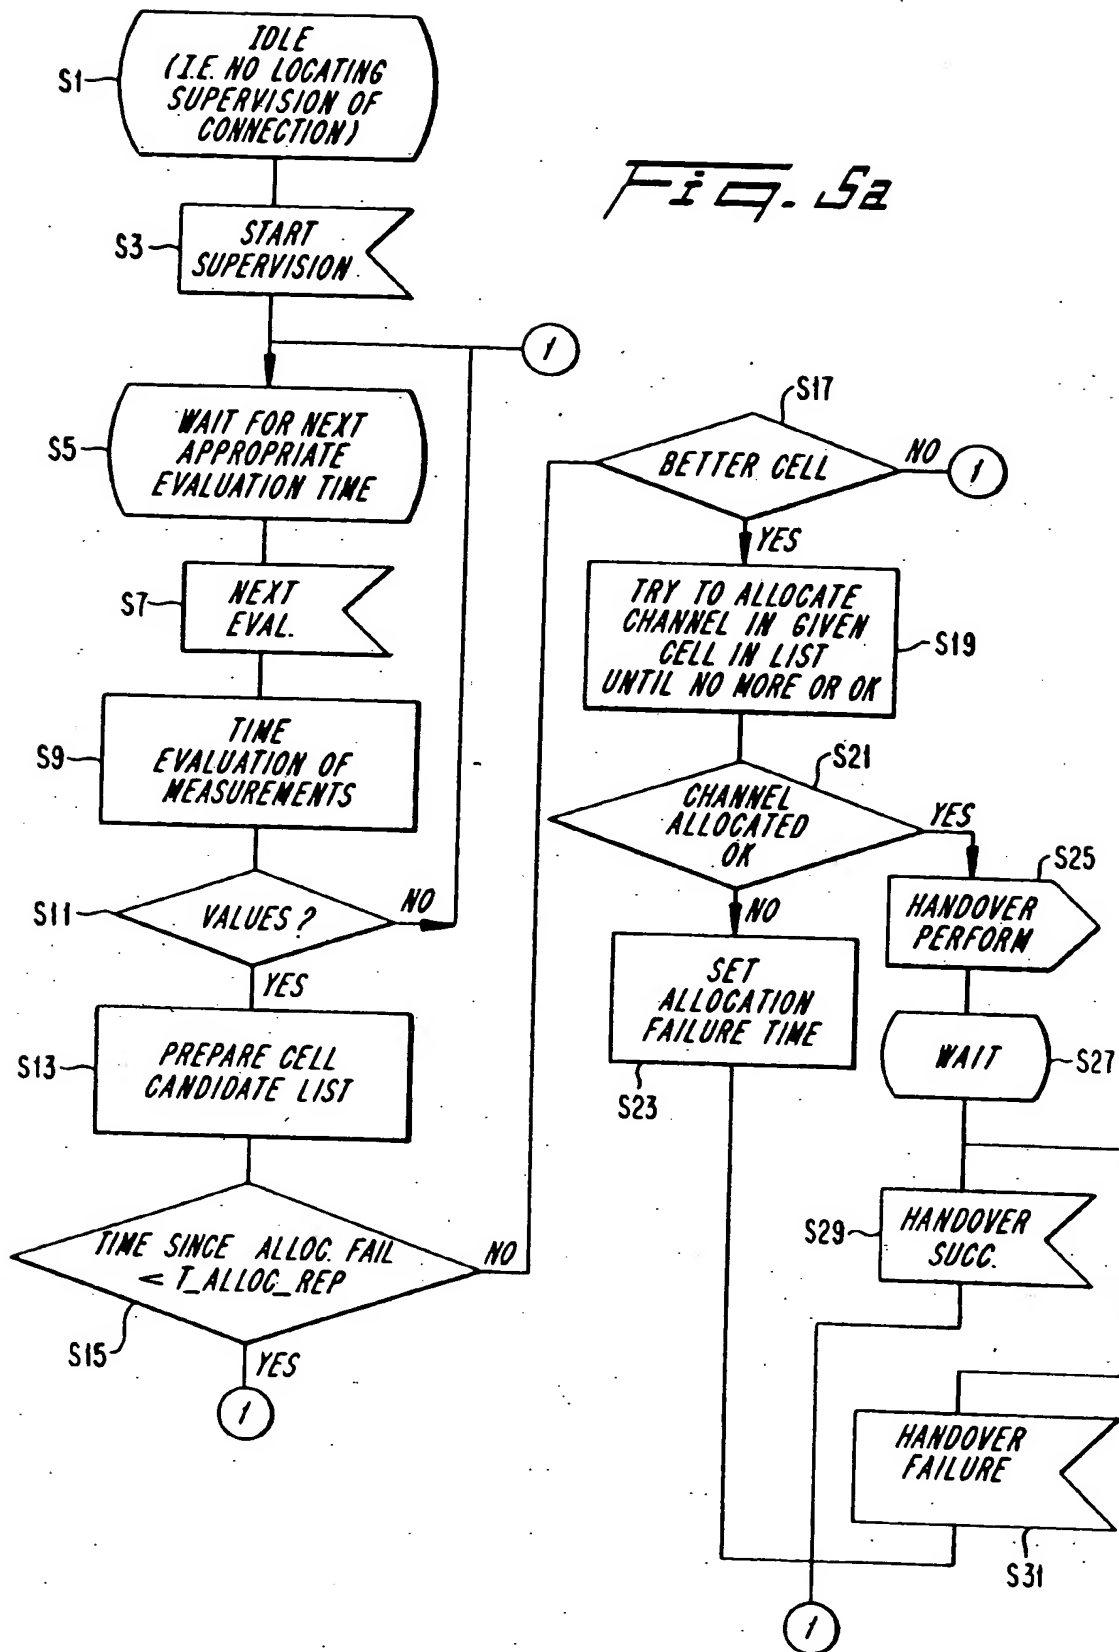 IDLE
(I.E. NO LOCATING
SUPERVISION OF
CONNECTION)
S1
Fig. 5a
START
SUPERVISION
S3
1
WAIT FOR NEXT
APPROPRIATE
EVALUATION TIME
S5
NEXT
EVAL.
S7
TIME
EVALUATION OF
MEASUREMENTS
S9
VALUES?
S11
NO
YES
PREPARE CELL
CANDIDATE LIST
S13
TIME SINCE ALLOC. FAIL
< T_ALLOC_REP
S15
NO
YES
1
S17
BETTER CELL
NO
1
YES
TRY TO ALLOCATE
CHANNEL IN GIVEN
CELL IN LIST
UNTIL NO MORE OR OK
S19
S21
CHANNEL
ALLOCATED
OK
YES
NO
SET
ALLOCATION
FAILURE TIME
S23
S25
HANDOVER
PERFORM
WAIT
S27
HANDOVER
SUCC.
S29
HANDOVER
FAILURE
S31
1